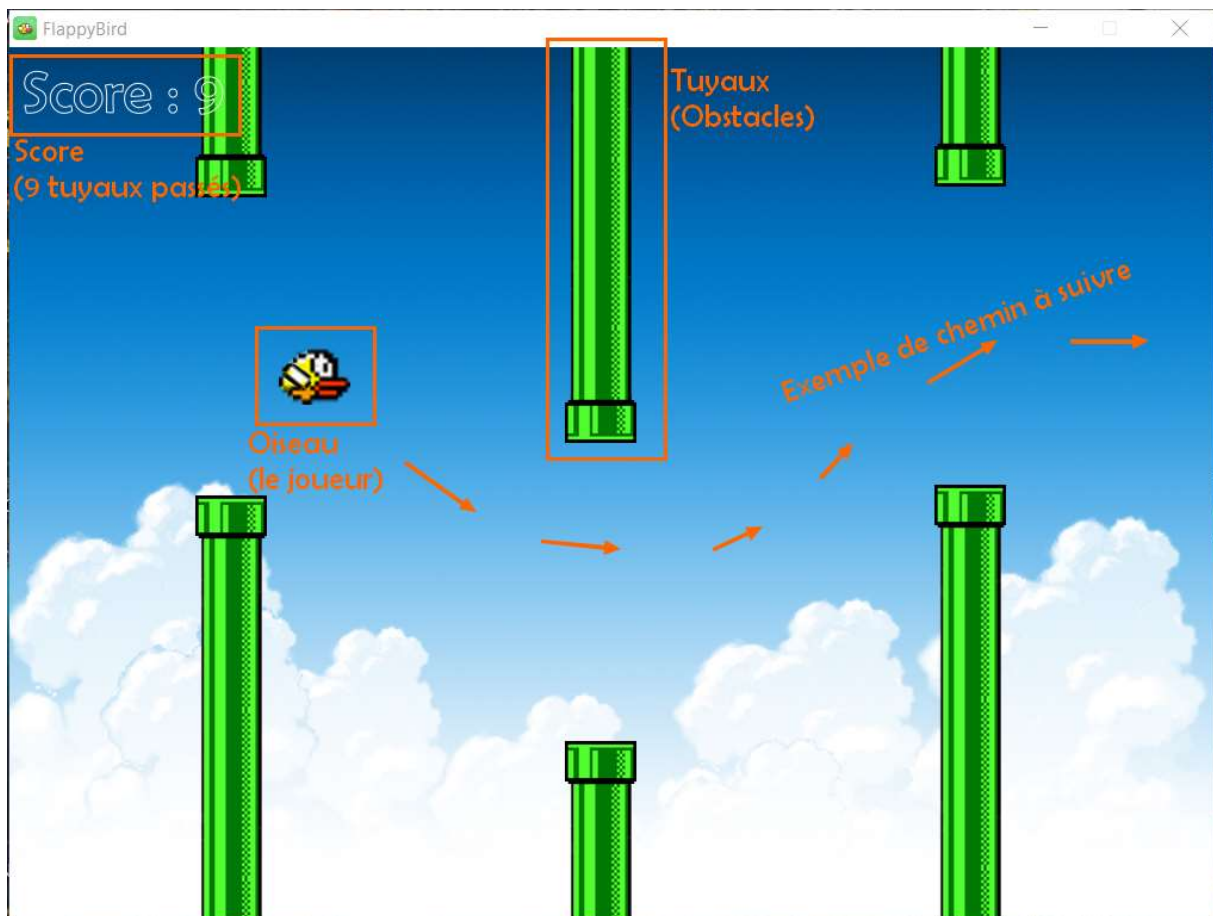 FlappyBird
Score : 9
Score
(9 tuyaux passés)
Tuyaux
(Obstacles)
Exemple de chemin à suivre
Oiseau
(le joueur)